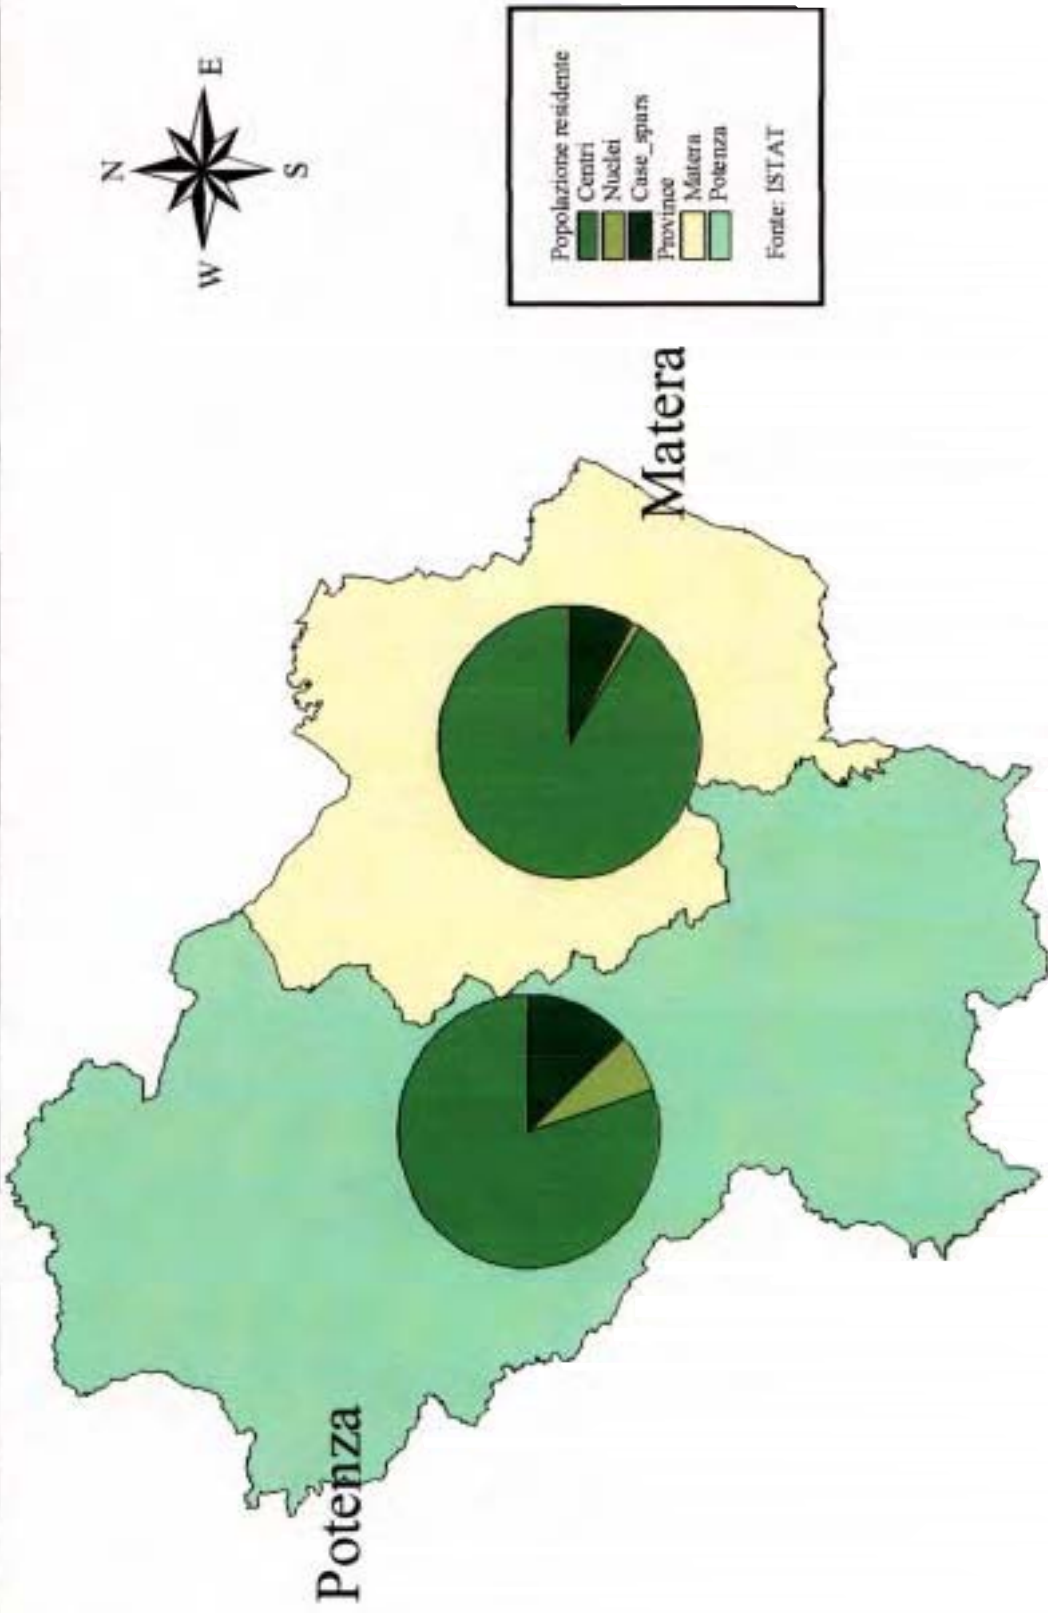 N
W
E
S
Popolazione residente
Centri
Nuclei
Case_spars
Province
Matera
Potenza
Fonte: ISTAT
Matera
Potenza